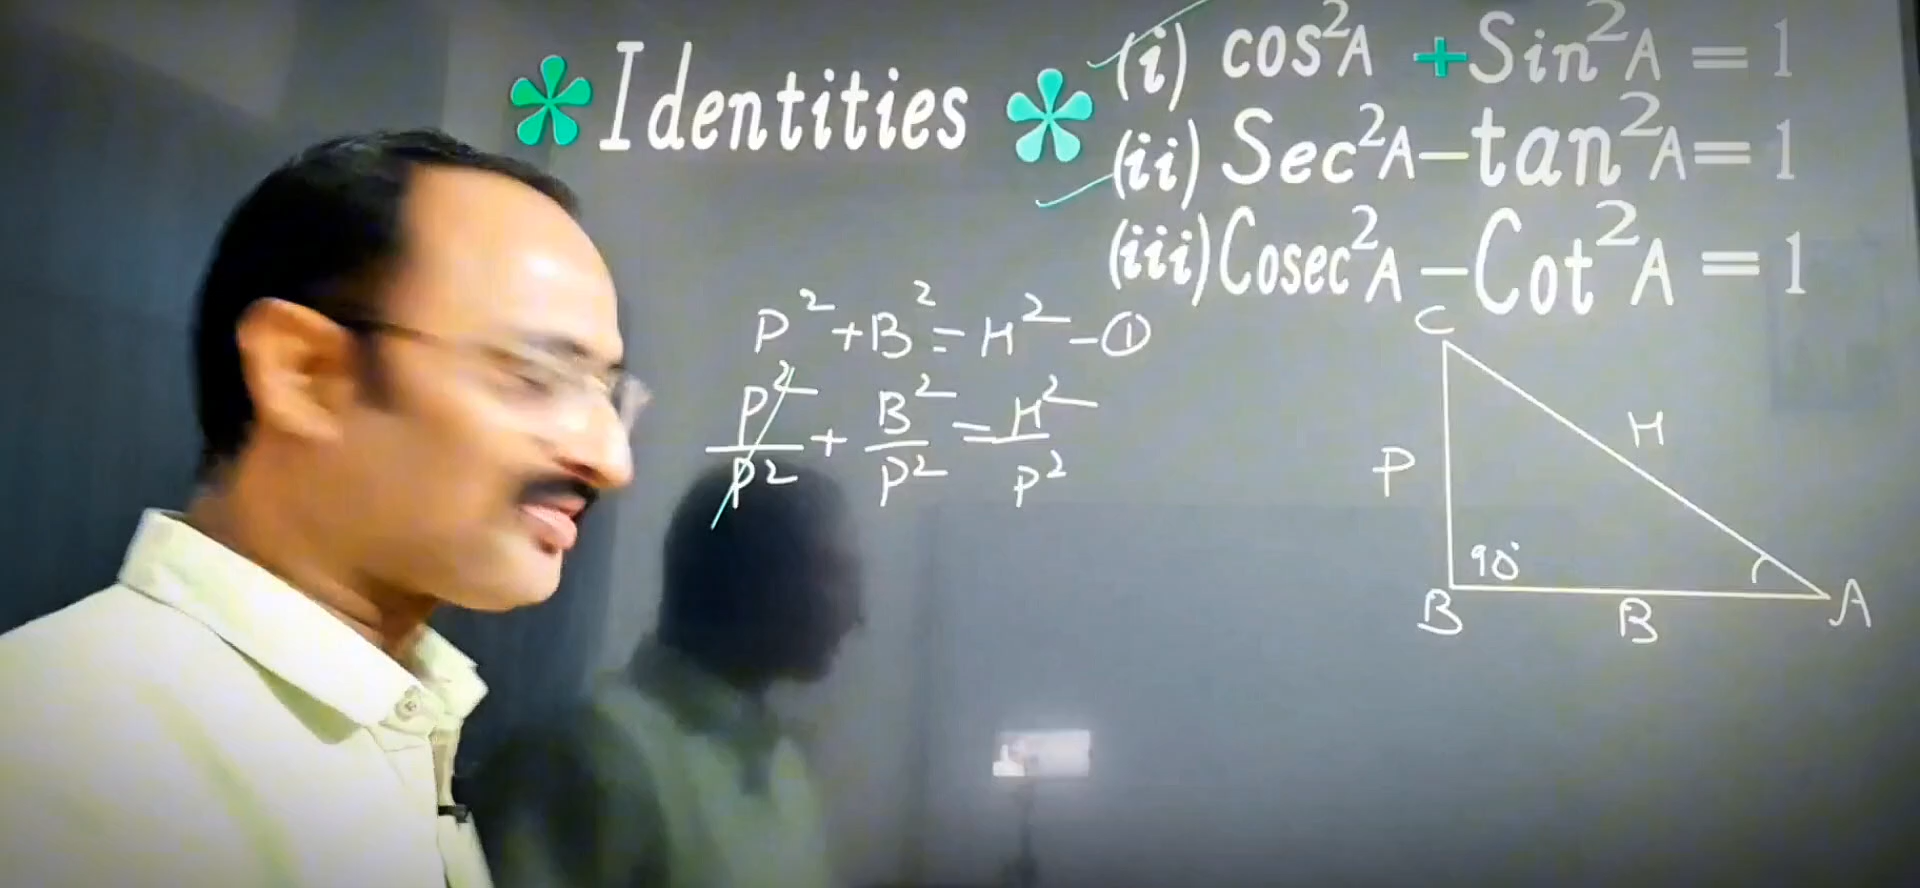 *Identities*
(i) cos²A + Sin²A = 1
(ii) Sec²A – tan²A = 1
(iii) Cosec²A – Cot²A = 1
P² + B² = H² – ①
P²/P² + B²/P² = H²/P²
C
H
P
90°
B
B
A